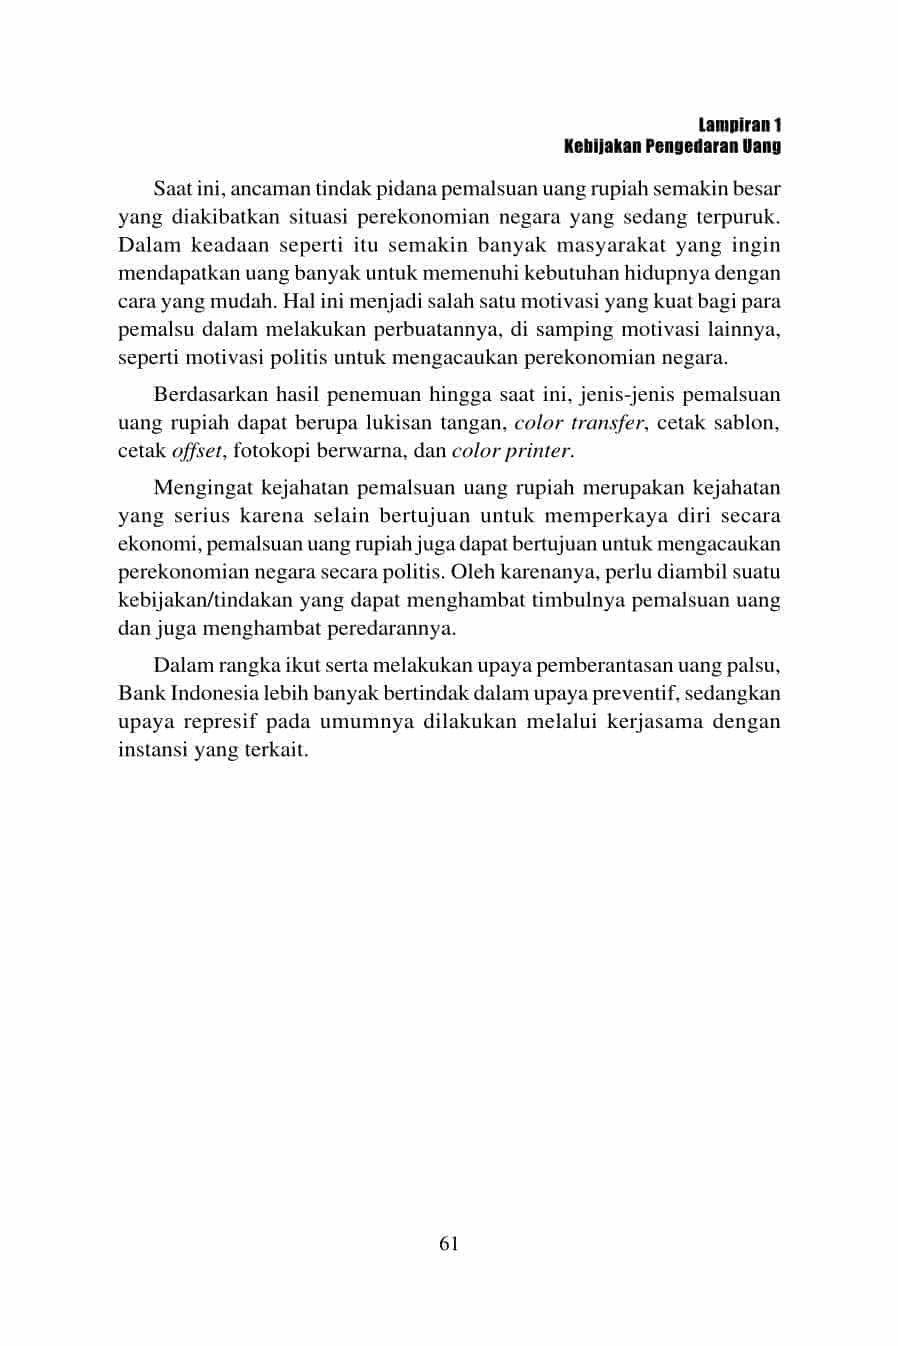 Lampiran 1
Kebijakan Pengedaran Uang
Saat ini, ancaman tindak pidana pemalsuan uang rupiah semakin besar
yang diakibatkan situasi perekonomian negara yang sedang terpuruk.
Dalam keadaan seperti itu semakin banyak masyarakat yang ingin
mendapatkan uang banyak untuk memenuhi kebutuhan hidupnya dengan
cara yang mudah. Hal ini menjadi salah satu motivasi yang kuat bagi para
pemalsu dalam melakukan perbuatannya, di samping motivasi lainnya,
seperti motivasi politis untuk mengacaukan perekonomian negara.
Berdasarkan hasil penemuan hingga saat ini, jenis-jenis pemalsuan
uang rupiah dapat berupa lukisan tangan, color transfer, cetak sablon,
cetak offset, fotokopi berwarna, dan color printer.
Mengingat kejahatan pemalsuan uang rupiah merupakan kejahatan
yang serius karena selain bertujuan untuk memperkaya diri secara
ekonomi, pemalsuan uang rupiah juga dapat bertujuan untuk mengacaukan
perekonomian negara secara politis. Oleh karenanya, perlu diambil suatu
kebijakan/tindakan yang dapat menghambat timbulnya pemalsuan uang
dan juga menghambat peredarannya.
Dalam rangka ikut serta melakukan upaya pemberantasan uang palsu,
Bank Indonesia lebih banyak bertindak dalam upaya preventif, sedangkan
upaya represif pada umumnya dilakukan melalui kerjasama dengan
instansi yang terkait.
61